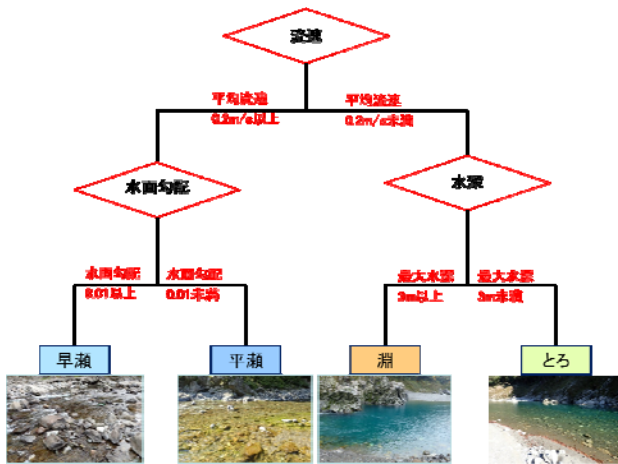 流速
平均流速
0.2m/s以上
平均流速
0.2m/s未満
水面勾配
水深
水面勾配
0.01以上
水面勾配
0.01未満
最大水深
3m以上
最大水深
3m未満
早瀬
平瀬
淵
とろ